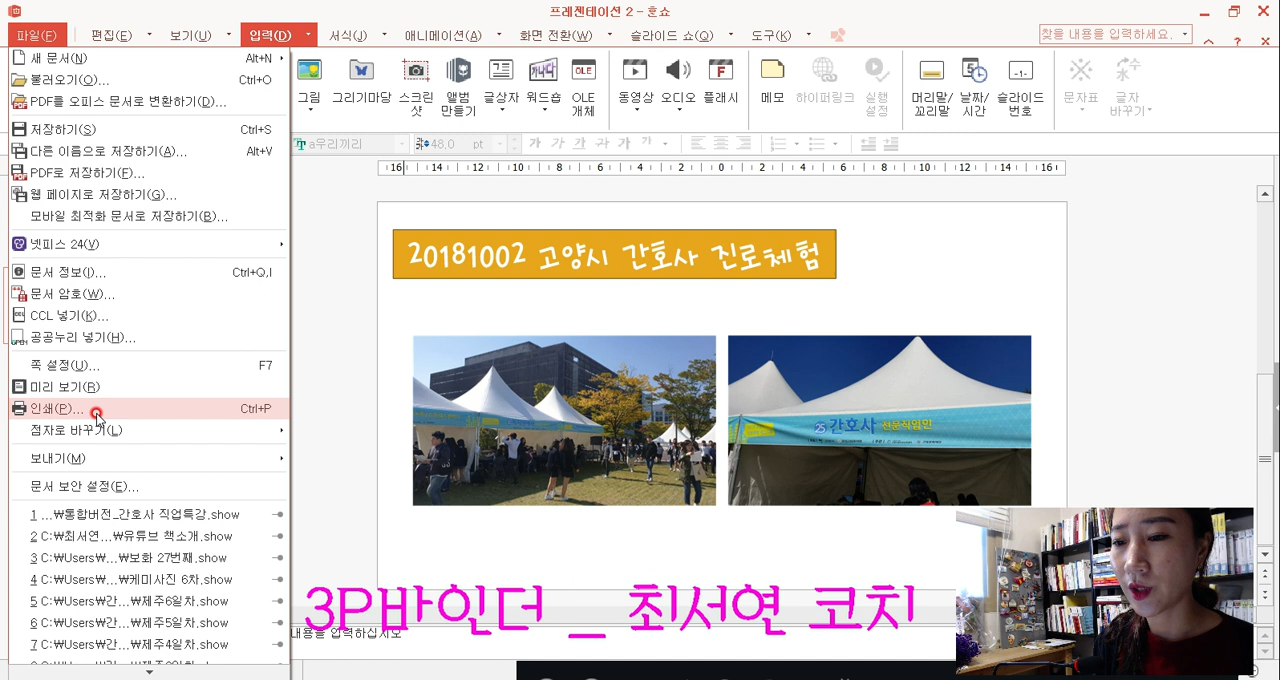 프레젠테이션 2 - 흔쇼
파일(F) 편집(E) 보기(U) 입력(D) 서식(J) 애니메이션(A) 화면 전환(W) 슬라이드 쇼(Q) 도구(K) 찾을 내용을 입력하세요.
새 문서(N) Alt+N
불러오기(O)... Ctrl+O
PDF를 오피스 문서로 변환하기(D)...
저장하기(S) Ctrl+S
다른 이름으로 저장하기(A)... Alt+V
PDF로 저장하기(F)...
웹 페이지로 저장하기(G)...
모바일 최적화 문서로 저장하기(B)...
넷피스 24(V)
문서 정보(I)... Ctrl+Q,I
문서 암호(W)...
CCL 넣기(K)...
공공누리 넣기(H)...
쪽 설정(U)... F7
미리 보기(R)
인쇄(P)... Ctrl+P
점자로 바꾸기(L)
보내기(M)
문서 보안 설정(E)...
1 ...₩통합버전_간호사 직업특강.show
2 C:₩최서연...₩유튜브 책소개.show
3 C:₩Users₩...₩보화 27번째.show
4 C:₩Users₩...₩케미사진 6차.show
5 C:₩Users₩간...₩제주6일차.show
6 C:₩Users₩간...₩제주5일차.show
7 C:₩Users₩간...₩제주4일차.show
그림 그리기마당 스크린샷 앨범 만들기 글상자 워드숍 OLE 개체 동영상 오디오 플래시 메모 하이퍼링크 실행 설정 머리말/꼬리말 날짜/시간 슬라이드 번호 문자표 글자 바꾸기
a우리끼리 48.0 pt 가 가 가 과 가 가
16 14 12 10 8 6 4 2 0 2 4 6 8 10 12 14 16
20181002 고양시 간호사 진로체험
25 간호사 전문직업인
3P바인더 _ 최서연 코치
내용을 입력하십시오